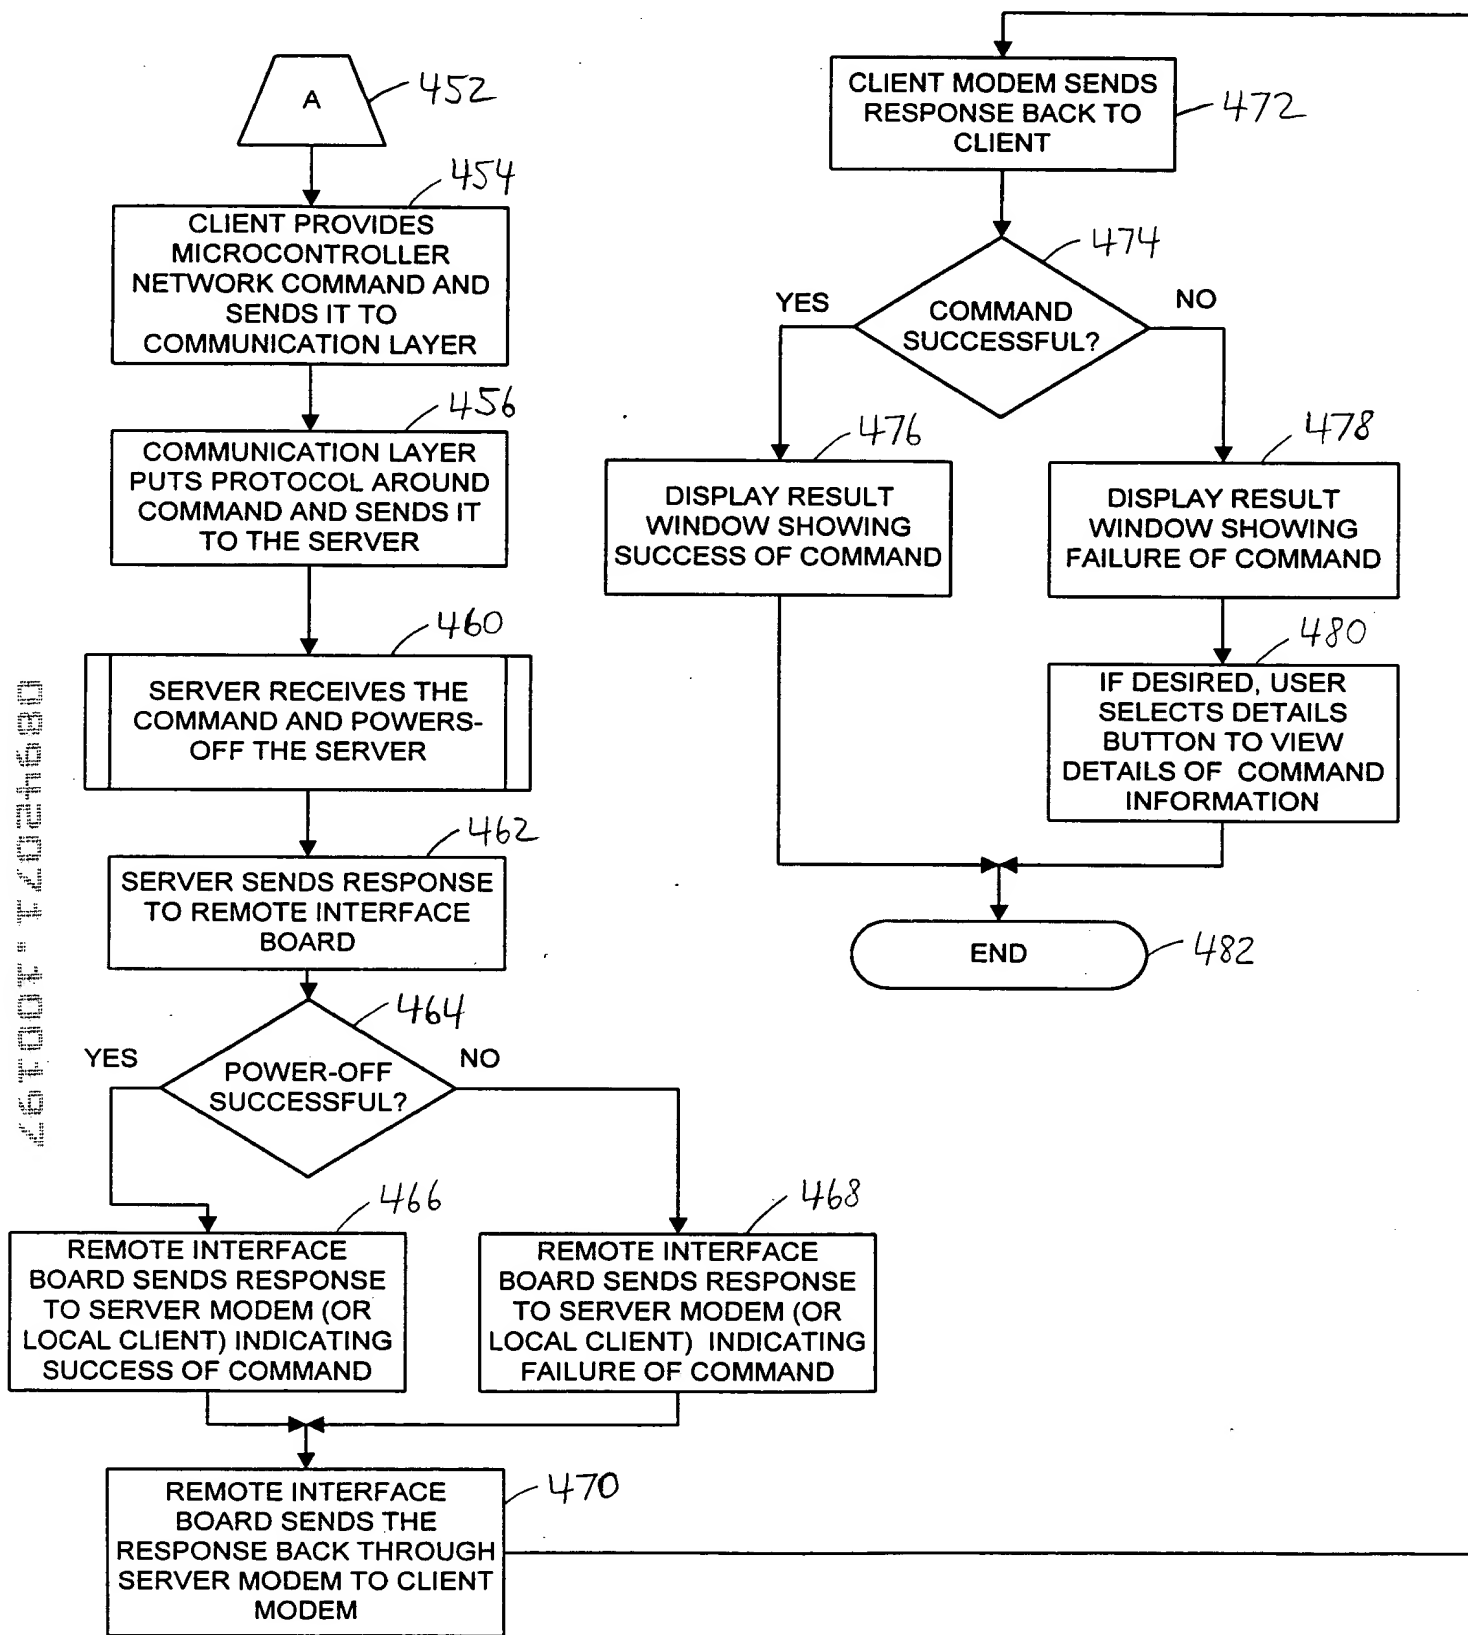 A
452
454
CLIENT PROVIDES
MICROCONTROLLER
NETWORK COMMAND AND
SENDS IT TO
COMMUNICATION LAYER
456
COMMUNICATION LAYER
PUTS PROTOCOL AROUND
COMMAND AND SENDS IT
TO THE SERVER
460
SERVER RECEIVES THE
COMMAND AND POWERS-
OFF THE SERVER
462
SERVER SENDS RESPONSE
TO REMOTE INTERFACE
BOARD
464
YES
NO
POWER-OFF
SUCCESSFUL?
466
REMOTE INTERFACE
BOARD SENDS RESPONSE
TO SERVER MODEM (OR
LOCAL CLIENT) INDICATING
SUCCESS OF COMMAND
468
REMOTE INTERFACE
BOARD SENDS RESPONSE
TO SERVER MODEM (OR
LOCAL CLIENT) INDICATING
FAILURE OF COMMAND
470
REMOTE INTERFACE
BOARD SENDS THE
RESPONSE BACK THROUGH
SERVER MODEM TO CLIENT
MODEM
CLIENT MODEM SENDS
RESPONSE BACK TO
CLIENT
472
474
YES
NO
COMMAND
SUCCESSFUL?
476
DISPLAY RESULT
WINDOW SHOWING
SUCCESS OF COMMAND
478
DISPLAY RESULT
WINDOW SHOWING
FAILURE OF COMMAND
480
IF DESIRED, USER
SELECTS DETAILS
BUTTON TO VIEW
DETAILS OF COMMAND
INFORMATION
END
482